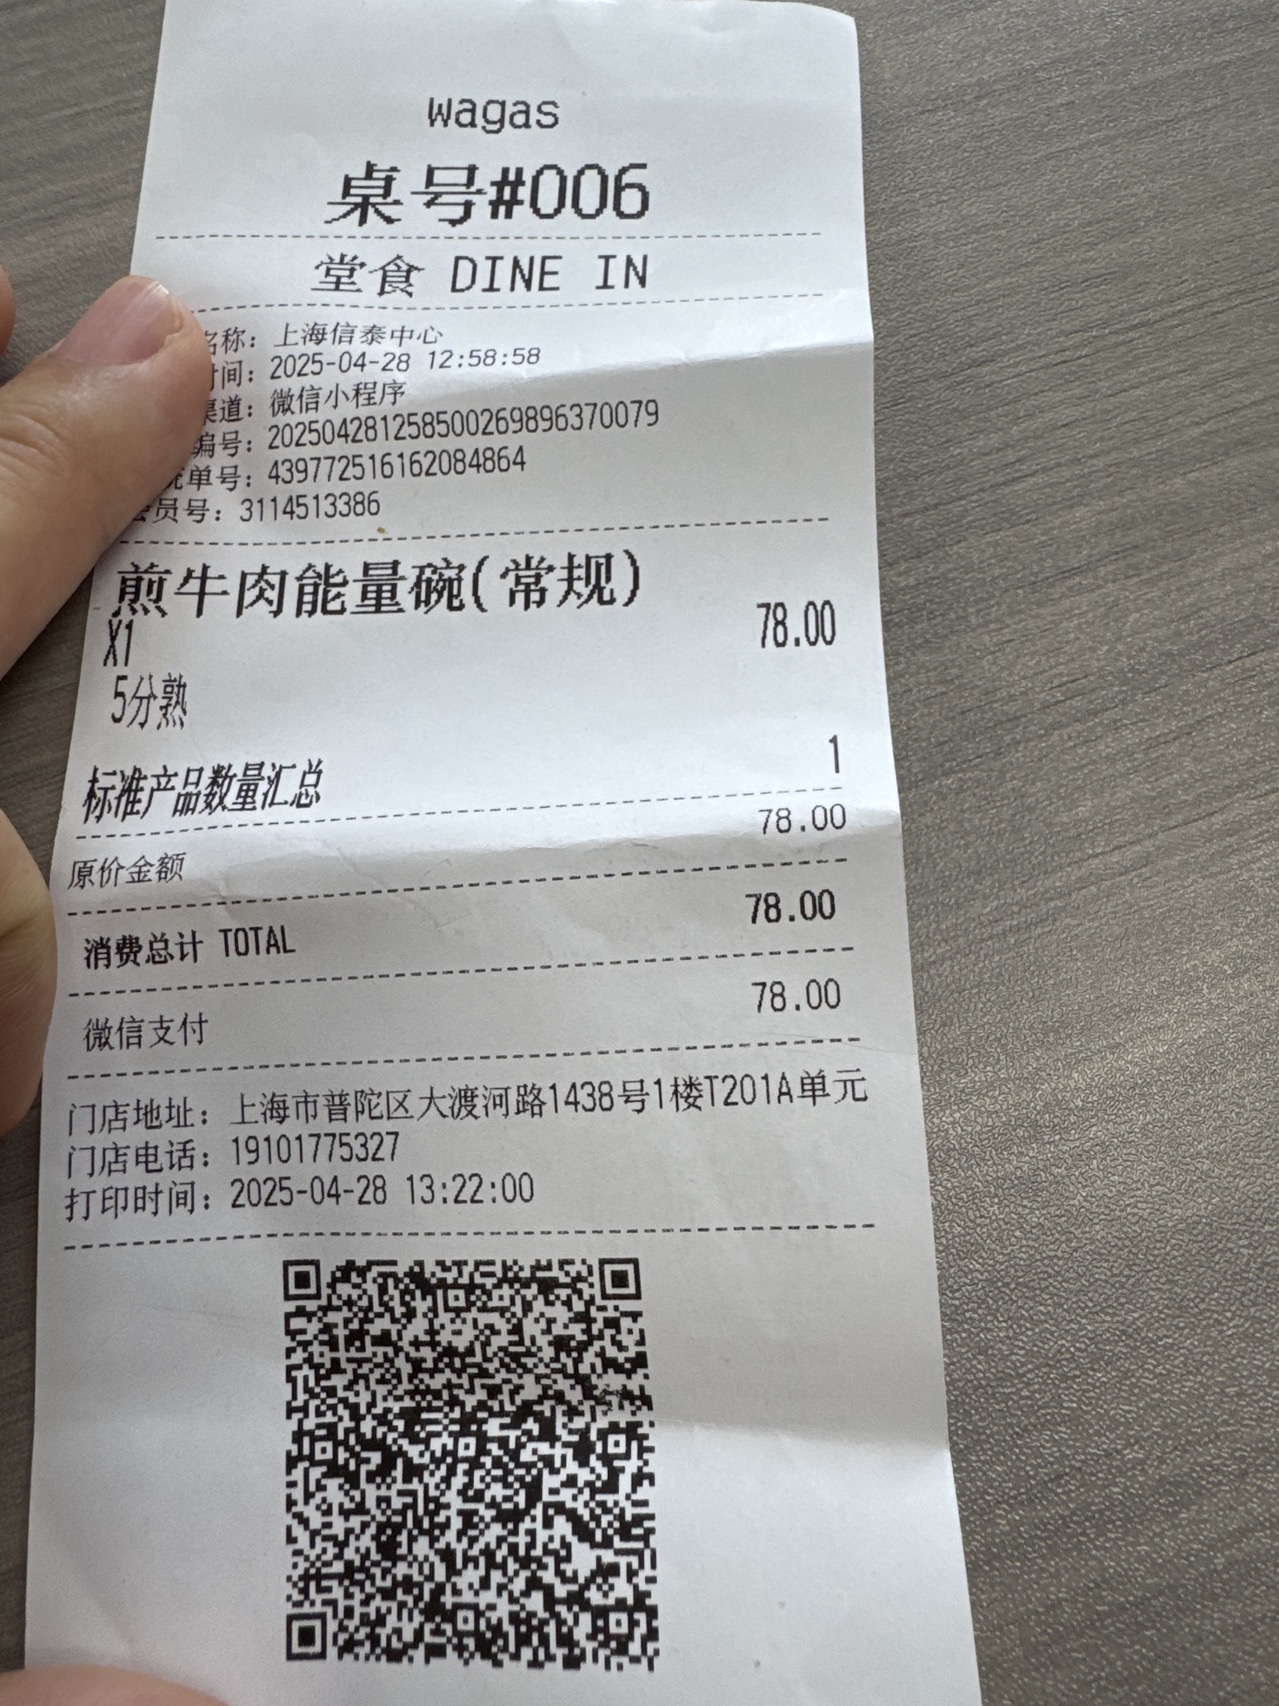 wagas
桌号#006
堂食 DINE IN
名称：上海信泰中心
时间：2025-04-28 12:58:58
渠道：微信小程序
编号：20250428125850026989637​0079
单号：439772516162084864
会员号：3114513386
煎牛肉能量碗(常规)
X1 78.00
5分熟
标准产品数量汇总 1
原价金额 78.00
消费总计 TOTAL 78.00
微信支付 78.00
门店地址：上海市普陀区大渡河路1438号1楼T201A单元
门店电话：19101775327
打印时间：2025-04-28 13:22:00